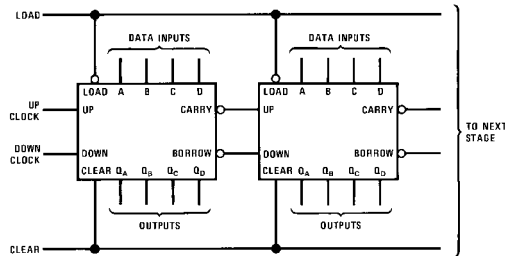 LOAD
DATA INPUTS
DATA INPUTS
LOAD A B C D
LOAD A B C D
UP CLOCK
UP
CARRY
UP
CARRY
TO NEXT STAGE
DOWN CLOCK
DOWN
BORROW
DOWN
BORROW
CLEAR QA QB QC QD
CLEAR QA QB QC QD
OUTPUTS
OUTPUTS
CLEAR